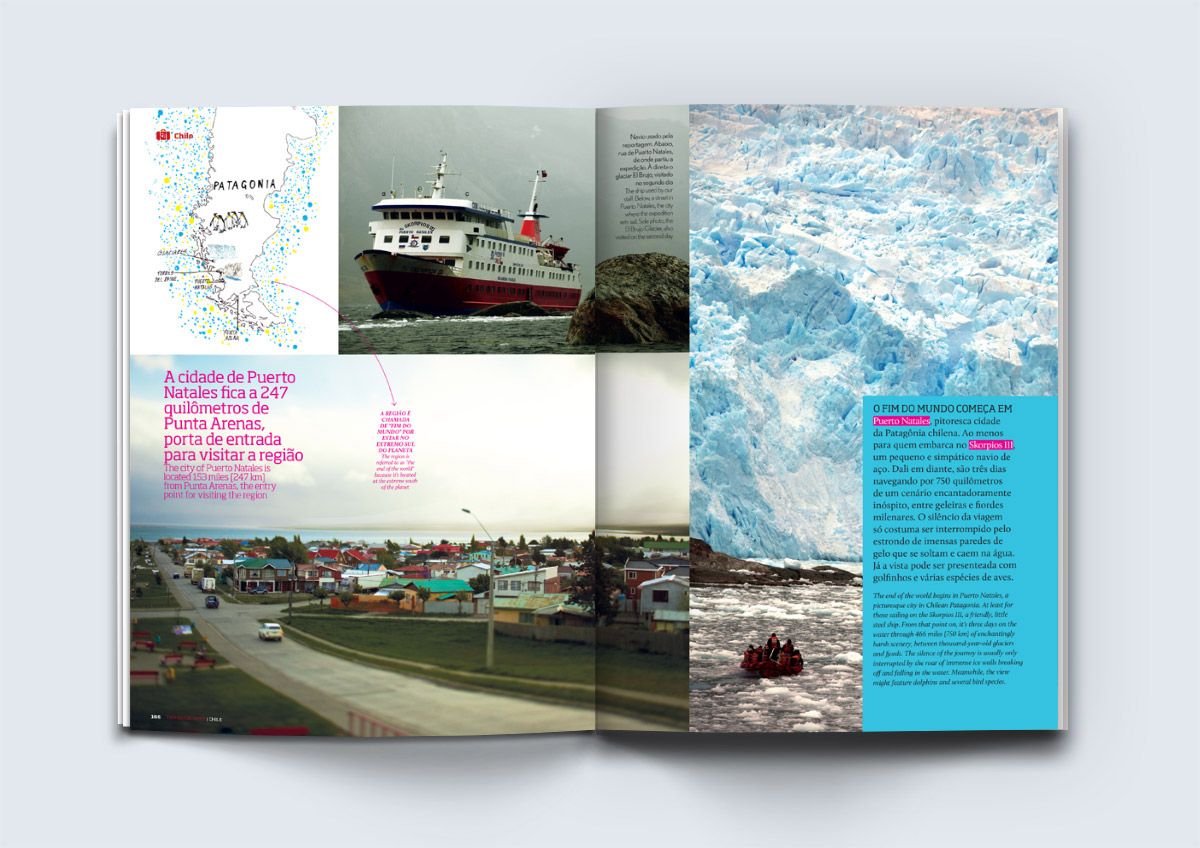 Chile
PATAGONIA
Navio usado pela
reportagem. Abaixo,
rua de Puerto Natales,
de onde partiu a
expedição. À direita o
glaciar El Brujo, visitado
no segundo dia
The ship used by our
staff. Below, a street in
Puerto Natales, the city
where the expedition
sets sail. Side photo, the
El Brujo Glacier, also
visited on the second day
SKORPIOS III
PUERTO NATALES
A cidade de Puerto
Natales fica a 247
quilômetros de
Punta Arenas,
porta de entrada
para visitar a região
The city of Puerto Natales is
located 153 miles [247 km]
from Punta Arenas, the entry
point for visiting the region
A REGIÃO É
CHAMADA
DE "FIM DO
MUNDO" POR
ESTAR NO
EXTREMO SUL
DO PLANETA
The region is
referred to as "the
end of the world"
because it's located
at the extreme south
of the planet
O FIM DO MUNDO COMEÇA EM
Puerto Natales, pitoresca cidade
da Patagônia chilena. Ao menos
para quem embarca no Skorpios III,
um pequeno e simpático navio de
aço. Dali em diante, são três dias
navegando por 750 quilômetros
de um cenário encantadoramente
inóspito, entre geleiras e fiordes
milenares. O silêncio da viagem
só costuma ser interrompido pelo
estrondo de imensas paredes de
gelo que se soltam e caem na água.
Já a vista pode ser presenteada com
golfinhos e várias espécies de aves.
The end of the world begins in Puerto Natales, a
picturesque city in Chilean Patagonia. At least for
those sailing on the Skorpios III, a friendly, little
steel ship. From that point on, it's three days on the
water through 466 miles [750 km] of enchantingly
harsh scenery, between thousand-year-old glaciers
and fjords. The silence of the journey is usually only
interrupted by the roar of immense ice walls breaking
off and falling in the water. Meanwhile, the view
might feature dolphins and several bird species.
166
| CHILE